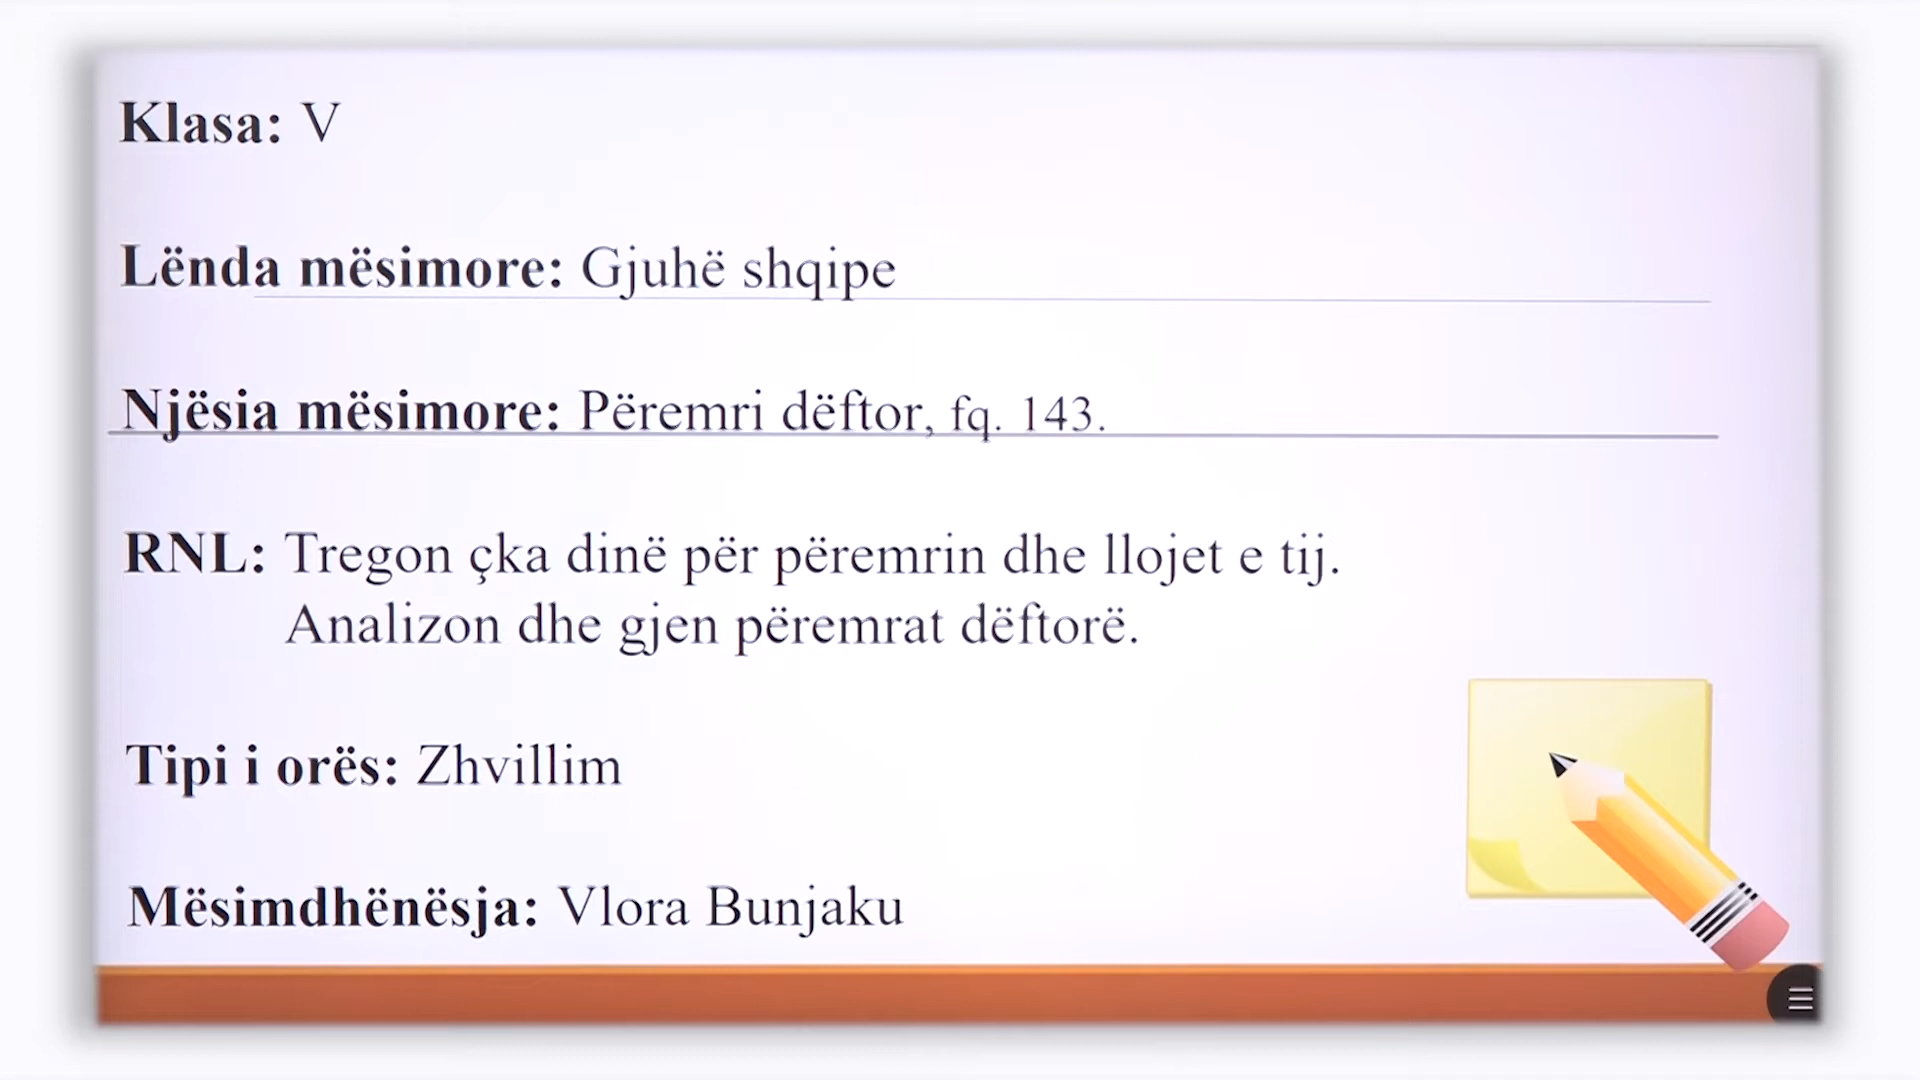 Klasa: V
Lënda mësimore: Gjuhë shqipe
Njësia mësimore: Përemri dëftor, fq. 143.
RNL: Tregon çka dinë për përemrin dhe llojet e tij.
Analizon dhe gjen përemrat dëftorë.
Tipi i orës: Zhvillim
Mësimdhënësja: Vlora Bunjaku